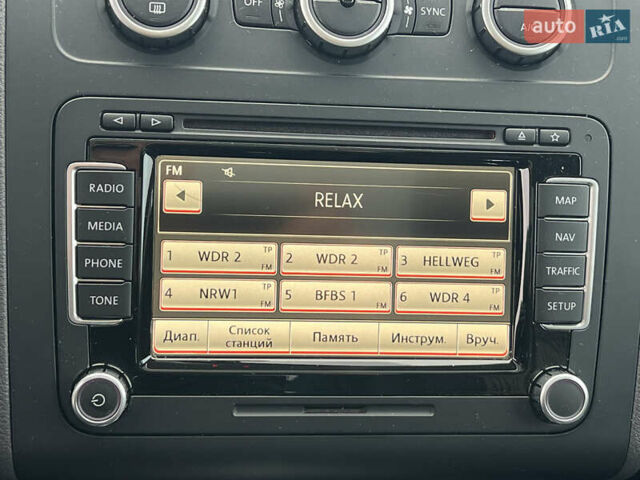 OFF
SYNC
A/
auto RIA
.com
RADIO
MEDIA
PHONE
TONE
MAP
NAV
TRAFFIC
SETUP
FM
RELAX
1 WDR 2 TP FM
2 WDR 2 TP FM
3 HELLWEG TP FM
4 NRW1 TP FM
5 BFBS 1 FM
6 WDR 4 TP FM
Диап.
Список
станций
Память
Инструм.
Вруч.